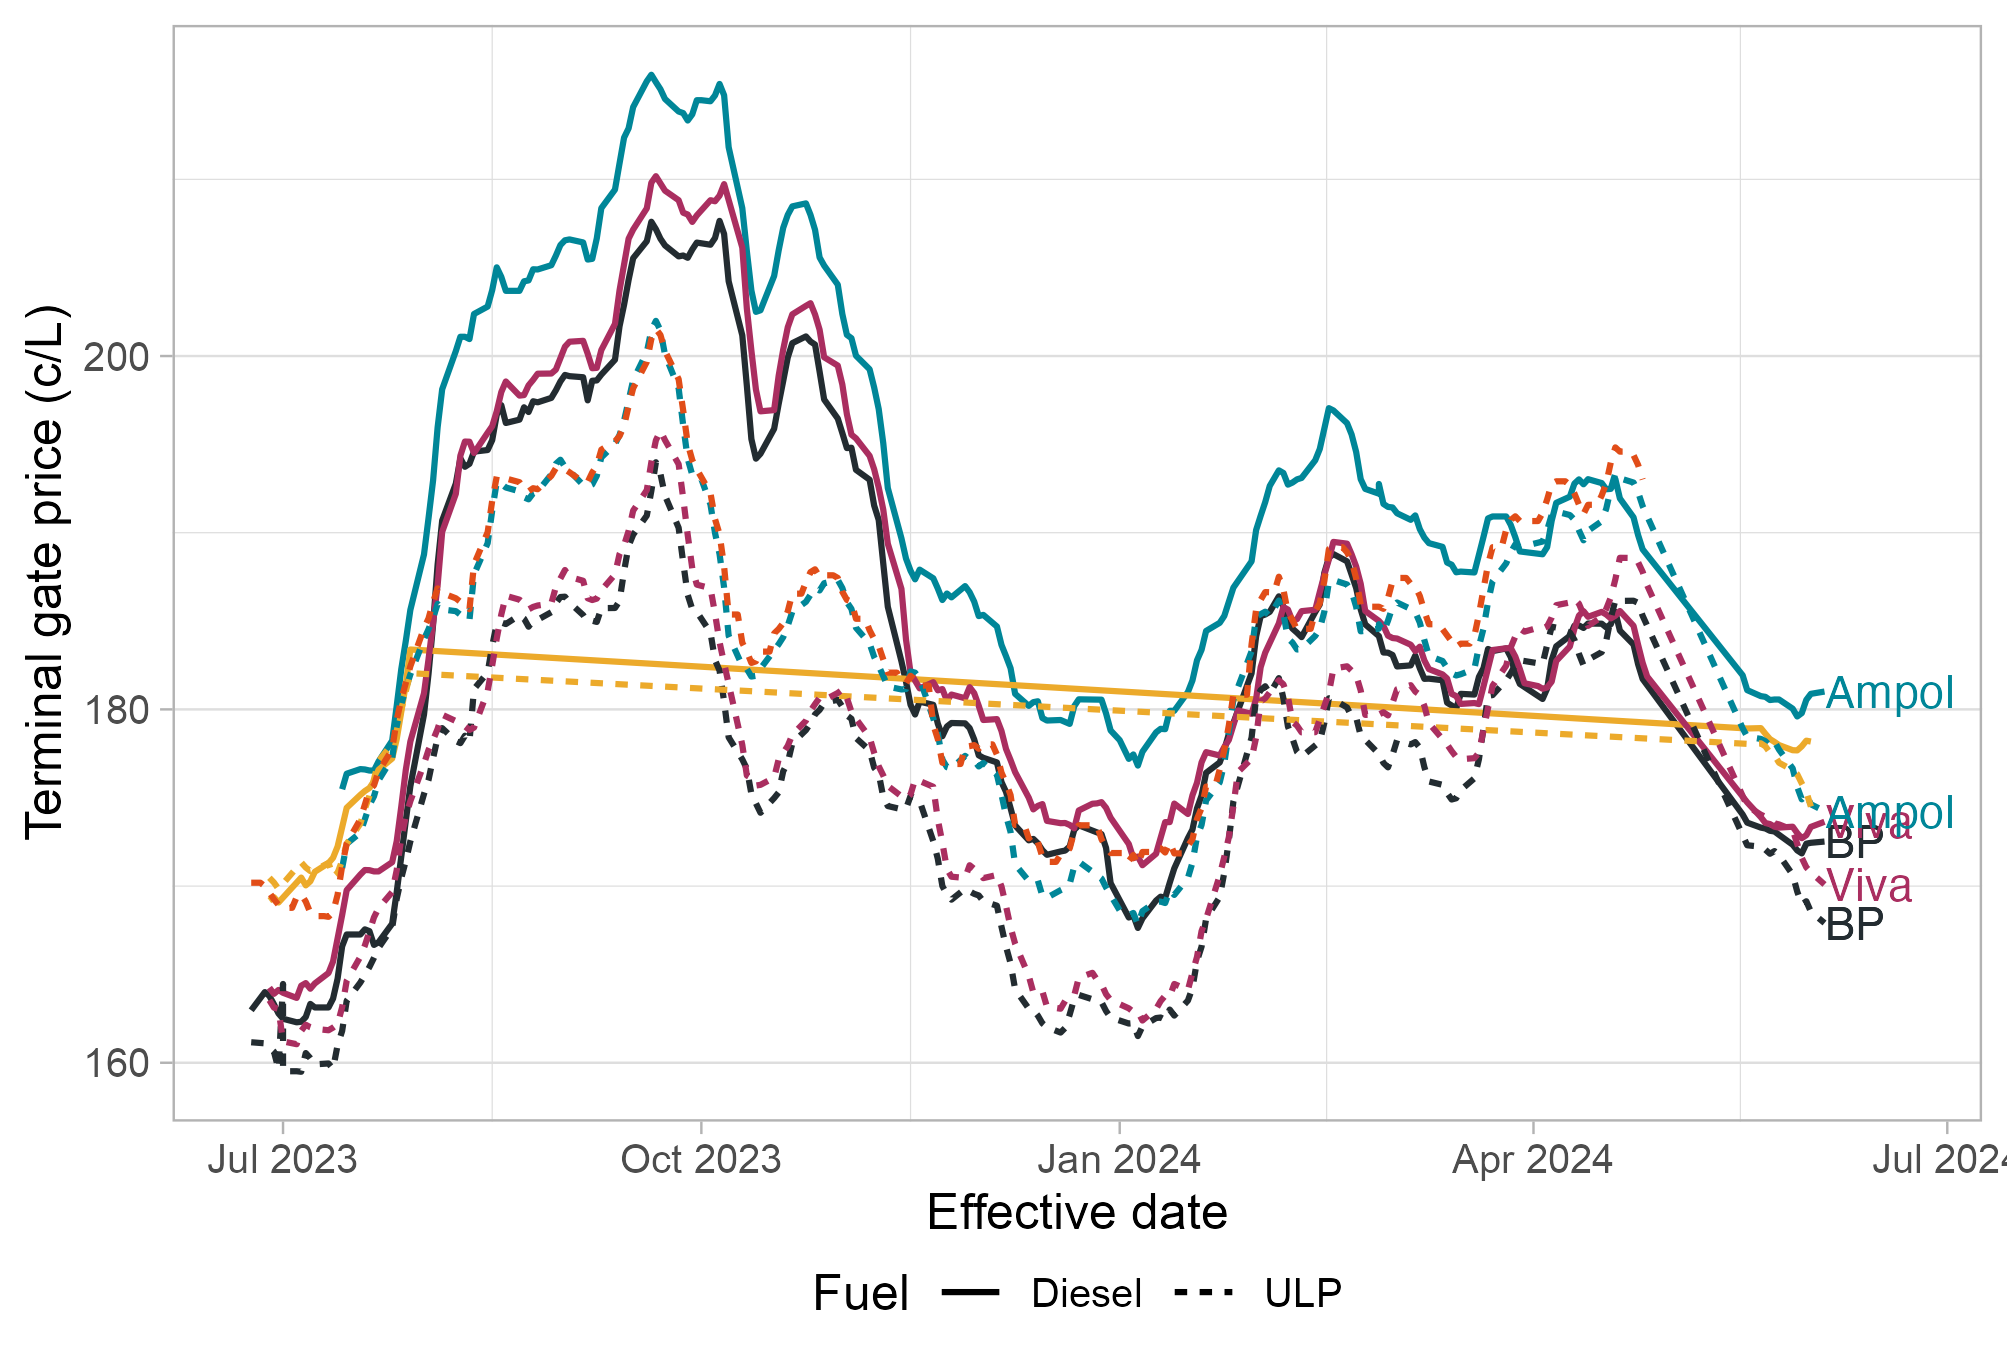 Terminal gate price (c/L)
200
180
160
Ampol
Ampol
Viva
BP
Viva
BP
Jul 2023
Oct 2023
Jan 2024
Apr 2024
Jul 2024
Effective date
Fuel
Diesel
ULP